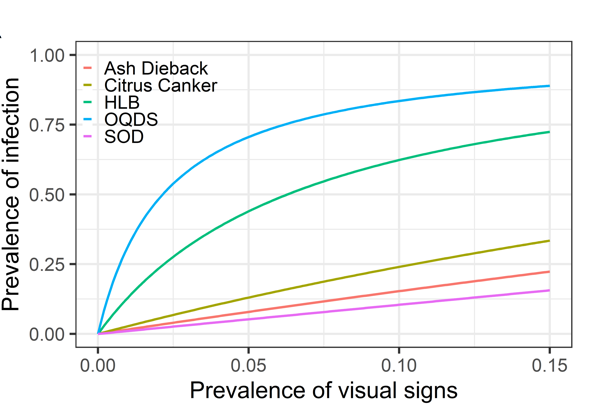 1.00
0.75
0.50
0.25
0.00
Prevalence of infection
Ash Dieback
Citrus Canker
HLB
OQDS
SOD
0.00 0.05 0.10 0.15
Prevalence of visual signs